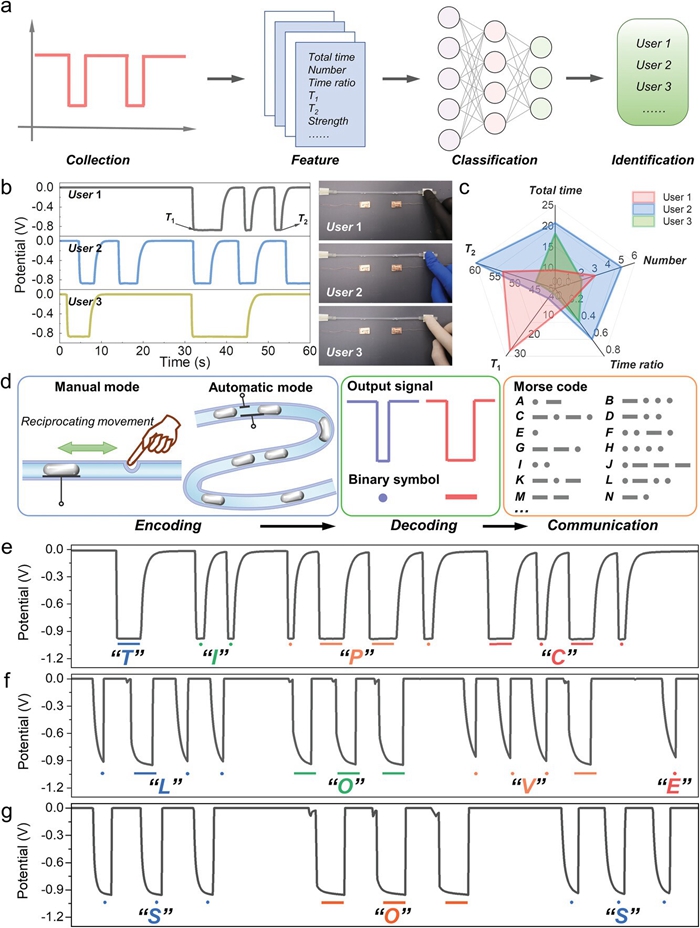 a
Total time
Number
Time ratio
T1
T2
Strength
......
User 1
User 2
User 3
......
Collection
Feature
Classification
Identification
b
Potential (V)
0.0
-0.4
-0.8
0.0
-0.4
-0.8
0.0
-0.4
-0.8
User 1
T1
T2
User 2
User 3
0 10 20 30 40 50 60
Time (s)
User 1
User 2
User 3
c
Total time
User 1
User 2
User 3
25
20
15
10
Number
3 4 5 6
T2
60 55 50 45
T1
10
20
30
0.2
0.4
0.6
0.8
Time ratio
d
Manual mode
Reciprocating movement
Automatic mode
Output signal
Binary symbol
Morse code
A
B
C
D
E
F
G
H
I
J
K
L
M
N
...
Encoding
Decoding
Communication
e
Potential (V)
0.0
-0.3
-0.6
-0.9
-1.2
“T” “I” “P” “C”
f
Potential (V)
0.0
-0.3
-0.6
-0.9
-1.2
“L” “O” “V” “E”
g
Potential (V)
0.0
-0.3
-0.6
-0.9
-1.2
“S” “O” “S”